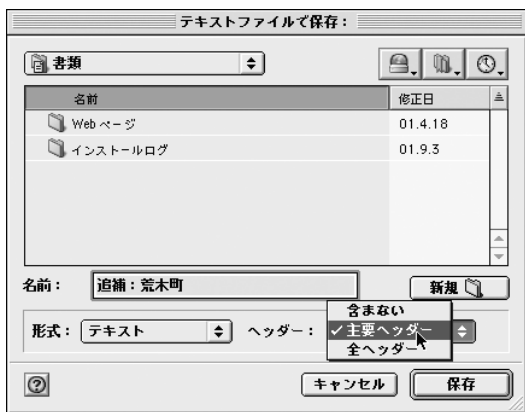 テキストファイルで保存：
書類
名前 修正日
Webページ 01.4.18
インストールログ 01.9.3
名前： 追補：荒木町 新規
含まない
形式： テキスト ヘッダー： ✓主要ヘッダー
全ヘッダー
? キャンセル 保存